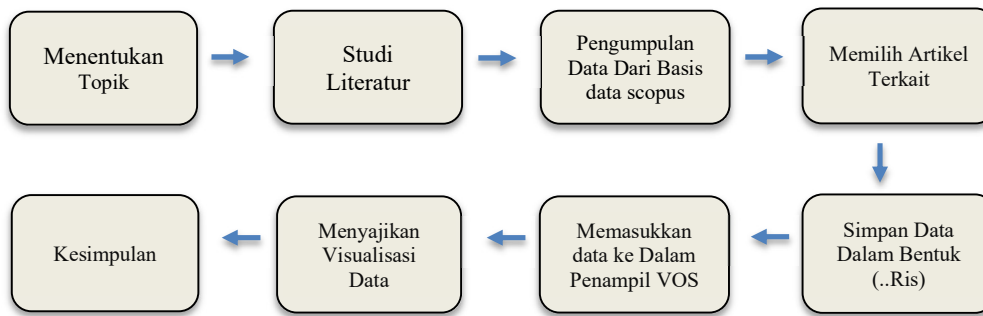 Menentukan
Topik
Studi
Literatur
Pengumpulan
Data Dari Basis
data scopus
Memilih Artikel
Terkait
Simpan Data
Dalam Bentuk
(..Ris)
Memasukkan
data ke Dalam
Penampil VOS
Menyajikan
Visualisasi
Data
Kesimpulan